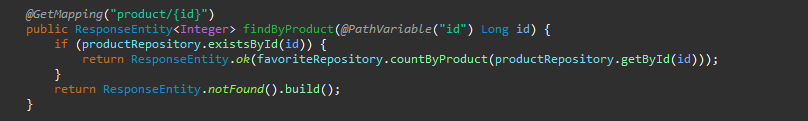 @GetMapping("product/{id}")
public ResponseEntity<Integer> findByProduct(@PathVariable("id") Long id) {
if (productRepository.existsById(id)) {
return ResponseEntity.ok(favoriteRepository.countByProduct(productRepository.getById(id)));
}
return ResponseEntity.notFound().build();
}